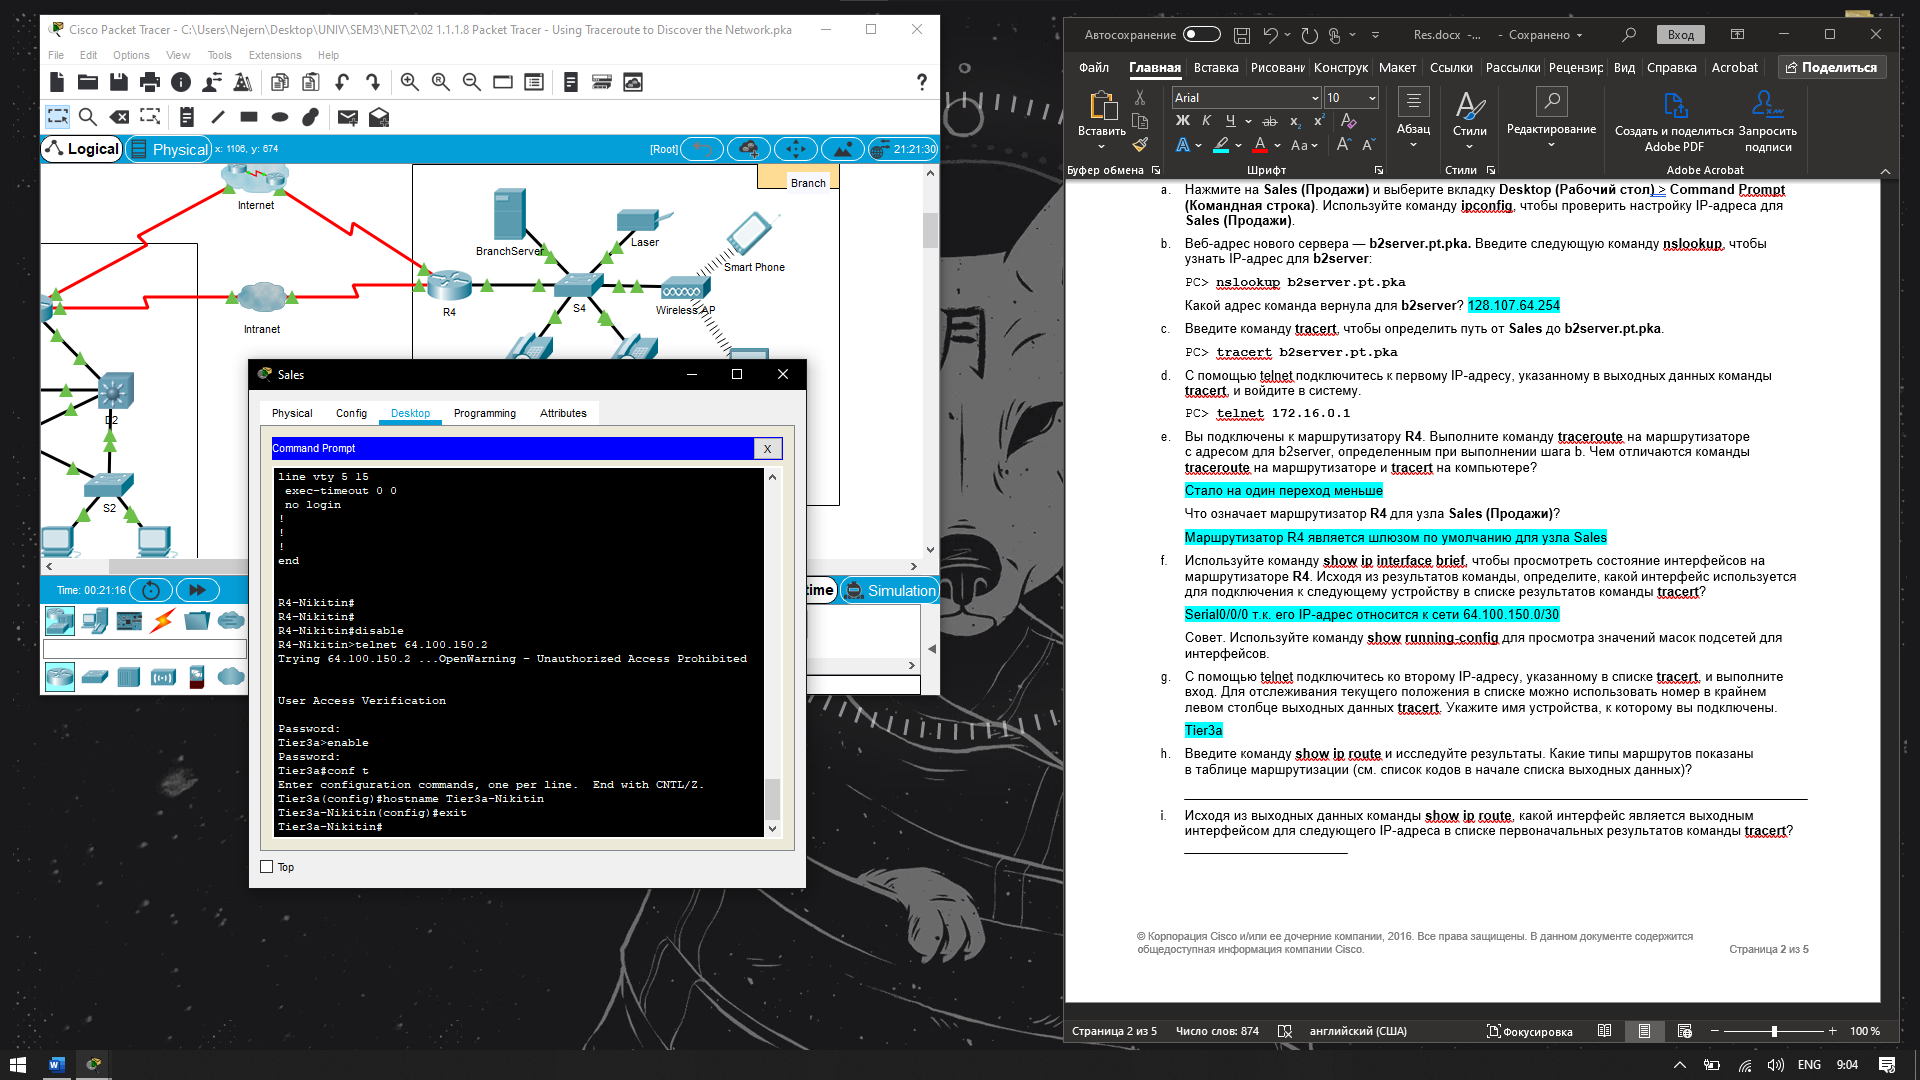 Cisco Packet Tracer - C:\Users\Nejern\Desktop\UNIV\SEM3\NET\2\02 1.1.1.8 Packet Tracer - Using Traceroute to Discover the Network.pka
File Edit Options View Tools Extensions Help
Logical
Physical
x: 1106, y: 674
[Root]
21:21:30
Branch
Internet
BranchServer
Laser
Smart Phone
Intranet
R4
S4
Wireless AP
D2
S2
Time: 00:21:16
Simulation
Sales
Physical Config Desktop Programming Attributes
Command Prompt
X
line vty 5 15
exec-timeout 0 0
no login
!
!
!
end
R4-Nikitin#
R4-Nikitin#
R4-Nikitin#disable
R4-Nikitin>telnet 64.100.150.2
Trying 64.100.150.2 ...OpenWarning - Unauthorized Access Prohibited
User Access Verification
Password:
Tier3a>enable
Password:
Tier3a#conf t
Enter configuration commands, one per line.  End with CNTL/Z.
Tier3a(config)#hostname Tier3a-Nikitin
Tier3a-Nikitin(config)#exit
Tier3a-Nikitin#
Top
Автосохранение
Res.docx -... - Сохранено
Вход
Файл Главная Вставка Рисовани Конструк Макет Ссылки Рассылки Рецензир Вид Справка Acrobat Поделиться
Arial
10
Вставить
Ж К Ч ab x₂ x²
Абзац
Стили
Редактирование
Создать и поделиться Adobe PDF
Запросить подписи
Буфер обмена
Шрифт
Стили
Adobe Acrobat
a. Нажмите на Sales (Продажи) и выберите вкладку Desktop (Рабочий стол) > Command Prompt
(Командная строка). Используйте команду ipconfig, чтобы проверить настройку IP-адреса для
Sales (Продажи).
b. Веб-адрес нового сервера — b2server.pt.pka. Введите следующую команду nslookup, чтобы
узнать IP-адрес для b2server:
PC> nslookup b2server.pt.pka
Какой адрес команда вернула для b2server? 128.107.64.254
c. Введите команду tracert, чтобы определить путь от Sales до b2server.pt.pka.
PC> tracert b2server.pt.pka
d. С помощью telnet подключитесь к первому IP-адресу, указанному в выходных данных команды
tracert, и войдите в систему.
PC> telnet 172.16.0.1
e. Вы подключены к маршрутизатору R4. Выполните команду traceroute на маршрутизаторе
с адресом для b2server, определенным при выполнении шага b. Чем отличаются команды
traceroute на маршрутизаторе и tracert на компьютере?
Стало на один переход меньше
Что означает маршрутизатор R4 для узла Sales (Продажи)?
Маршрутизатор R4 является шлюзом по умолчанию для узла Sales
f. Используйте команду show ip interface brief, чтобы просмотреть состояние интерфейсов на
маршрутизаторе R4. Исходя из результатов команды, определите, какой интерфейс используется
для подключения к следующему устройству в списке результатов команды tracert?
Serial0/0/0 т.к. его IP-адрес относится к сети 64.100.150.0/30
Совет. Используйте команду show running-config для просмотра значений масок подсетей для
интерфейсов.
g. С помощью telnet подключитесь ко второму IP-адресу, указанному в списке tracert, и выполните
вход. Для отслеживания текущего положения в списке можно использовать номер в крайнем
левом столбце выходных данных tracert. Укажите имя устройства, к которому вы подключены.
Tier3a
h. Введите команду show ip route и исследуйте результаты. Какие типы маршрутов показаны
в таблице маршрутизации (см. список кодов в начале списка выходных данных)?
i. Исходя из выходных данных команды show ip route, какой интерфейс является выходным
интерфейсом для следующего IP-адреса в списке первоначальных результатов команды tracert?
© Корпорация Cisco и/или ее дочерние компании, 2016. Все права защищены. В данном документе содержится
общедоступная информация компании Cisco.
Страница 2 из 5
Страница 2 из 5 Число слов: 874 английский (США) Фокусировка 100 %
ENG 9:04